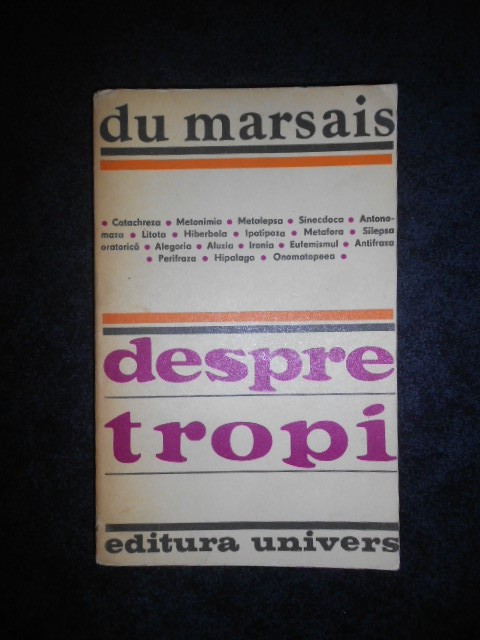 du marsais
• Catachreza • Metonimia • Metalepsa • Sinecdoca • Antono-
maza • Litota • Hiberbola • Ipotipoza • Metafora • Silepsa
oratorică • Alegoria • Aluzia • Ironia • Eufemismul • Antifraza
• Perifraza • Hipalaga • Onomatopeea •
despre
tropi
editura univers